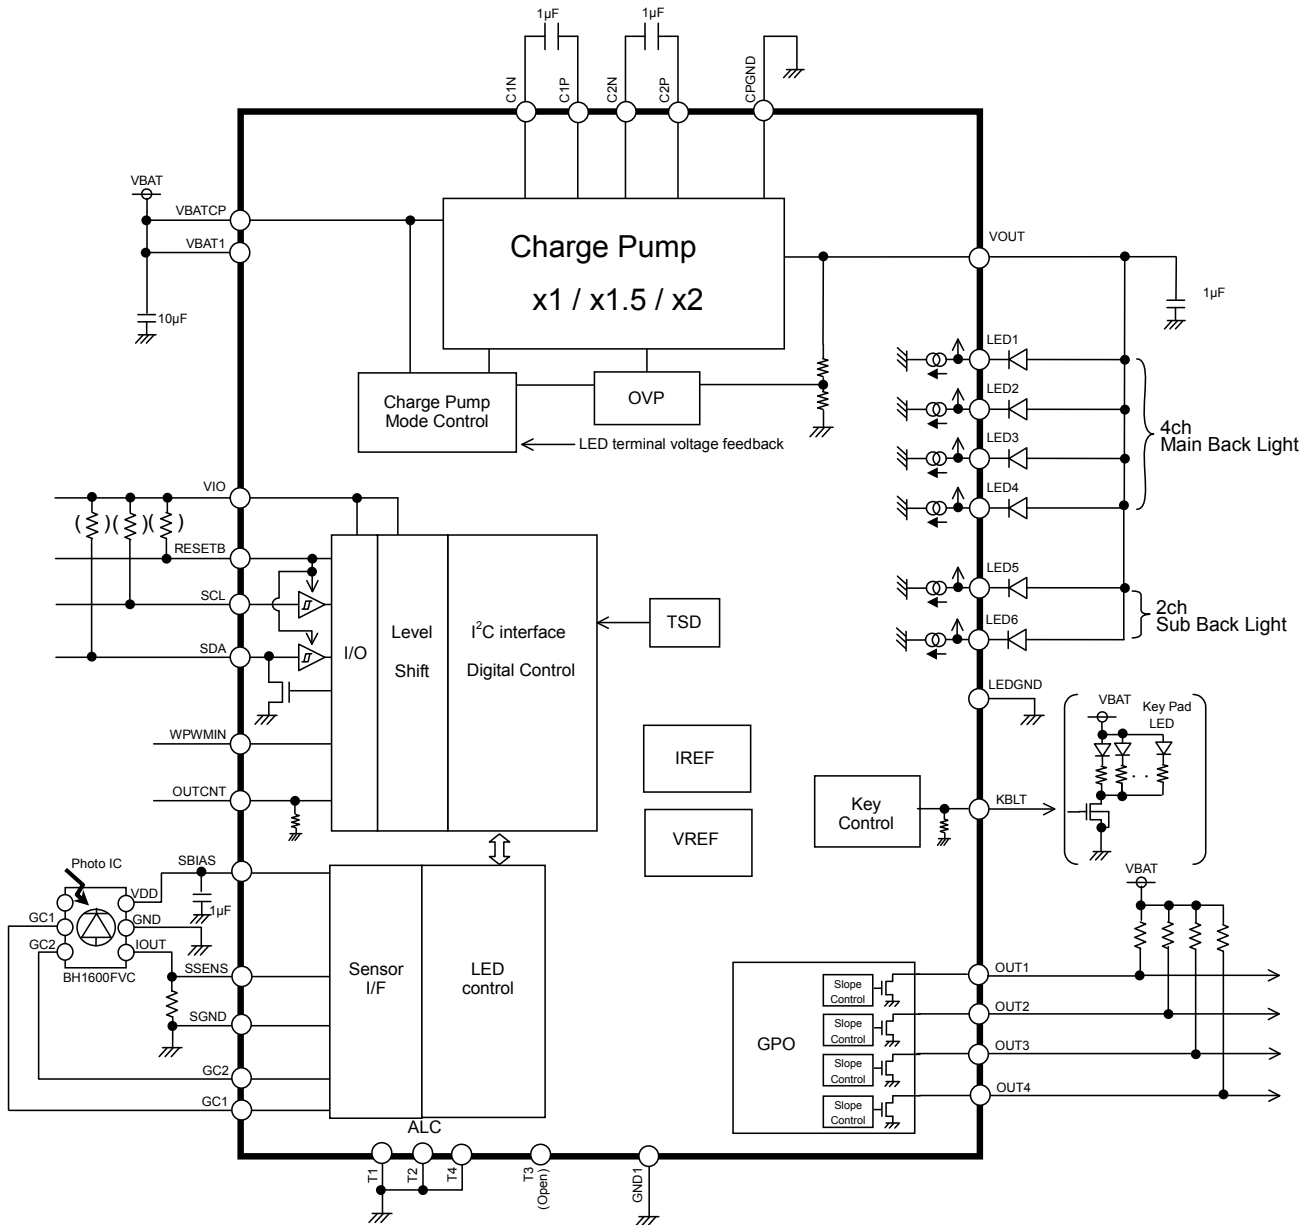 1μF
1μF
C1N
C1P
C2N
C2P
CPGND
VBAT
VBATCP
VBAT1
10μF
Charge Pump
x1 / x1.5 / x2
VOUT
1μF
Charge Pump
Mode Control
OVP
LED terminal voltage feedback
LED1
LED2
LED3
LED4
4ch
Main Back Light
LED5
LED6
2ch
Sub Back Light
LEDGND
VIO
( ) ( ) ( )
RESETB
SCL
SDA
WPWMIN
OUTCNT
I/O
Level
Shift
I²C interface
Digital Control
TSD
IREF
VREF
Key
Control
KBLT
VBAT
Key Pad
LED
. .
Photo IC
SBIAS
VDD
1μF
GC1
GND
GC2
IOUT
BH1600FVC
SSENS
SGND
GC2
GC1
Sensor
I/F
LED
control
ALC
VBAT
GPO
Slope
Control
Slope
Control
Slope
Control
Slope
Control
OUT1
OUT2
OUT3
OUT4
T1
T2
T4
T3
(Open)
GND1